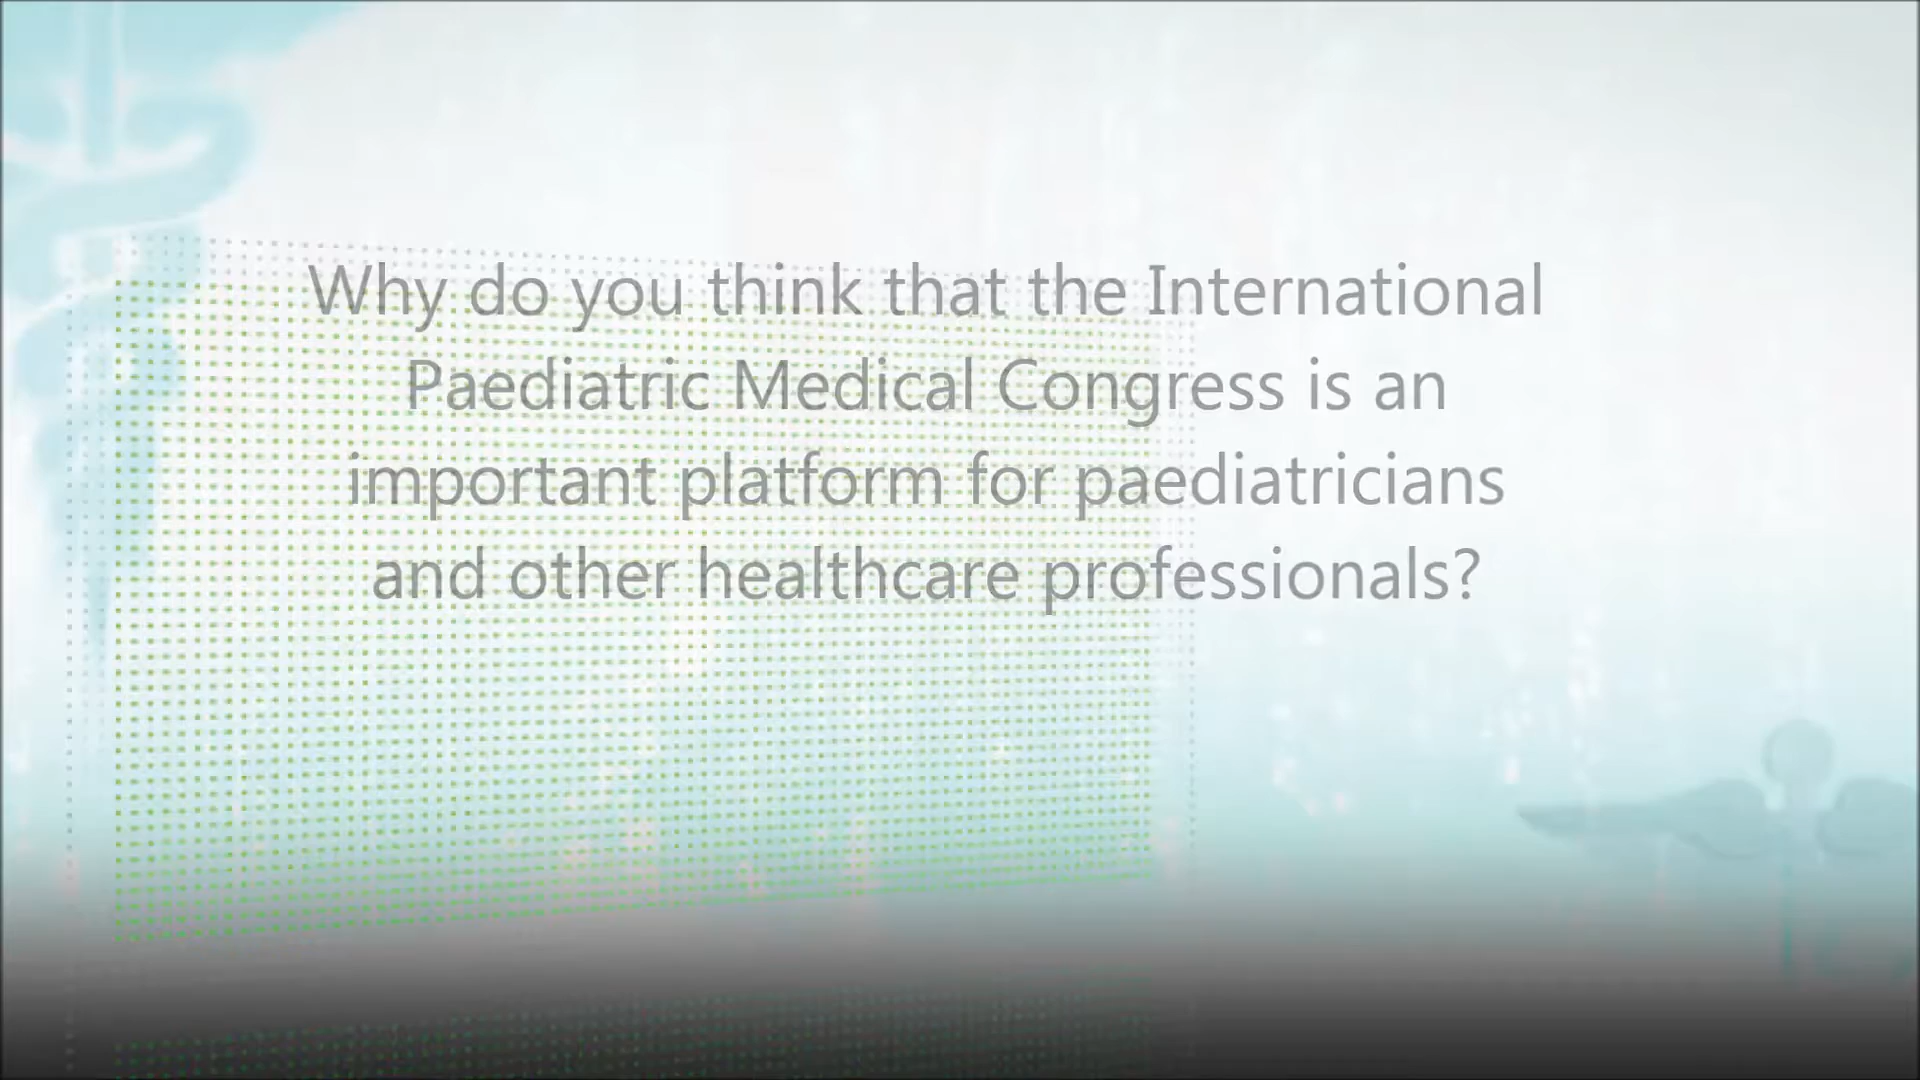 Why do you think that the International
Paediatric Medical Congress is an
important platform for paediatricians
and other healthcare professionals?